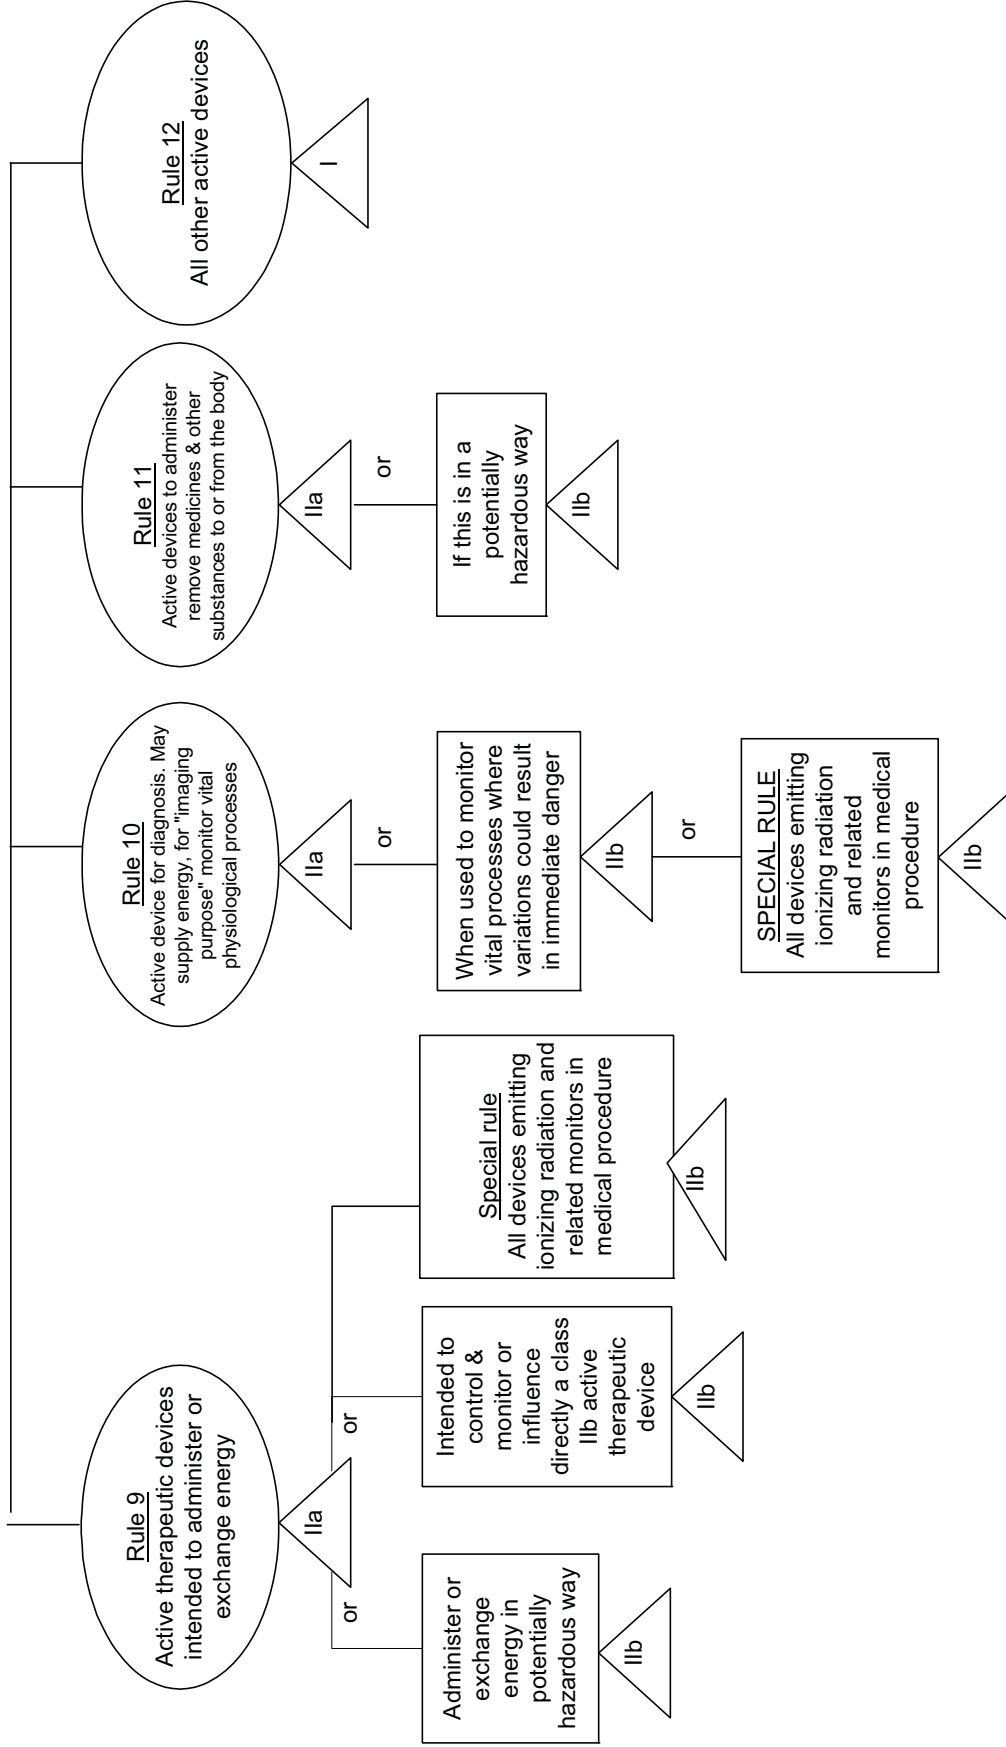 Rule 9
Active therapeutic devices
intended to administer or
exchange energy
IIa
or
Administer or
exchange
energy in
potentially
hazardous way
IIb
or
Intended to
control &
monitor or
influence
directly a class
IIb active
therapeutic
device
IIb
Special rule
All devices emitting
ionizing radiation and
related monitors in
medical procedure
IIb
Rule 10
Active device for diagnosis. May
supply energy, for "imaging
purpose" monitor vital
physiological processes
IIa
or
When used to monitor
vital processes where
variations could result
in immediate danger
IIb
or
SPECIAL RULE
All devices emitting
ionizing radiation
and related
monitors in medical
procedure
IIb
Rule 11
Active devices to administer
remove medicines & other
substances to or from the body
IIa
or
If this is in a
potentially
hazardous way
IIb
Rule 12
All other active devices
I